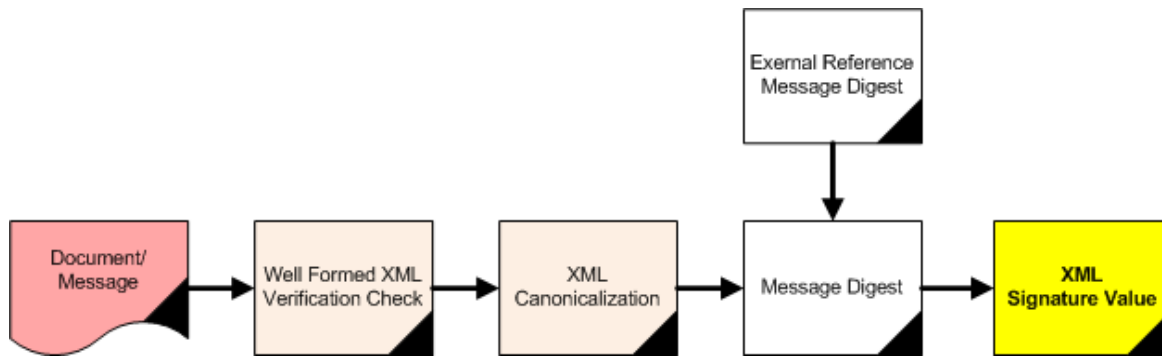 Exernal Reference
Message Digest
Document/
Message
Well Formed XML
Verification Check
XML
Canonicalization
Message Digest
XML
Signature Value